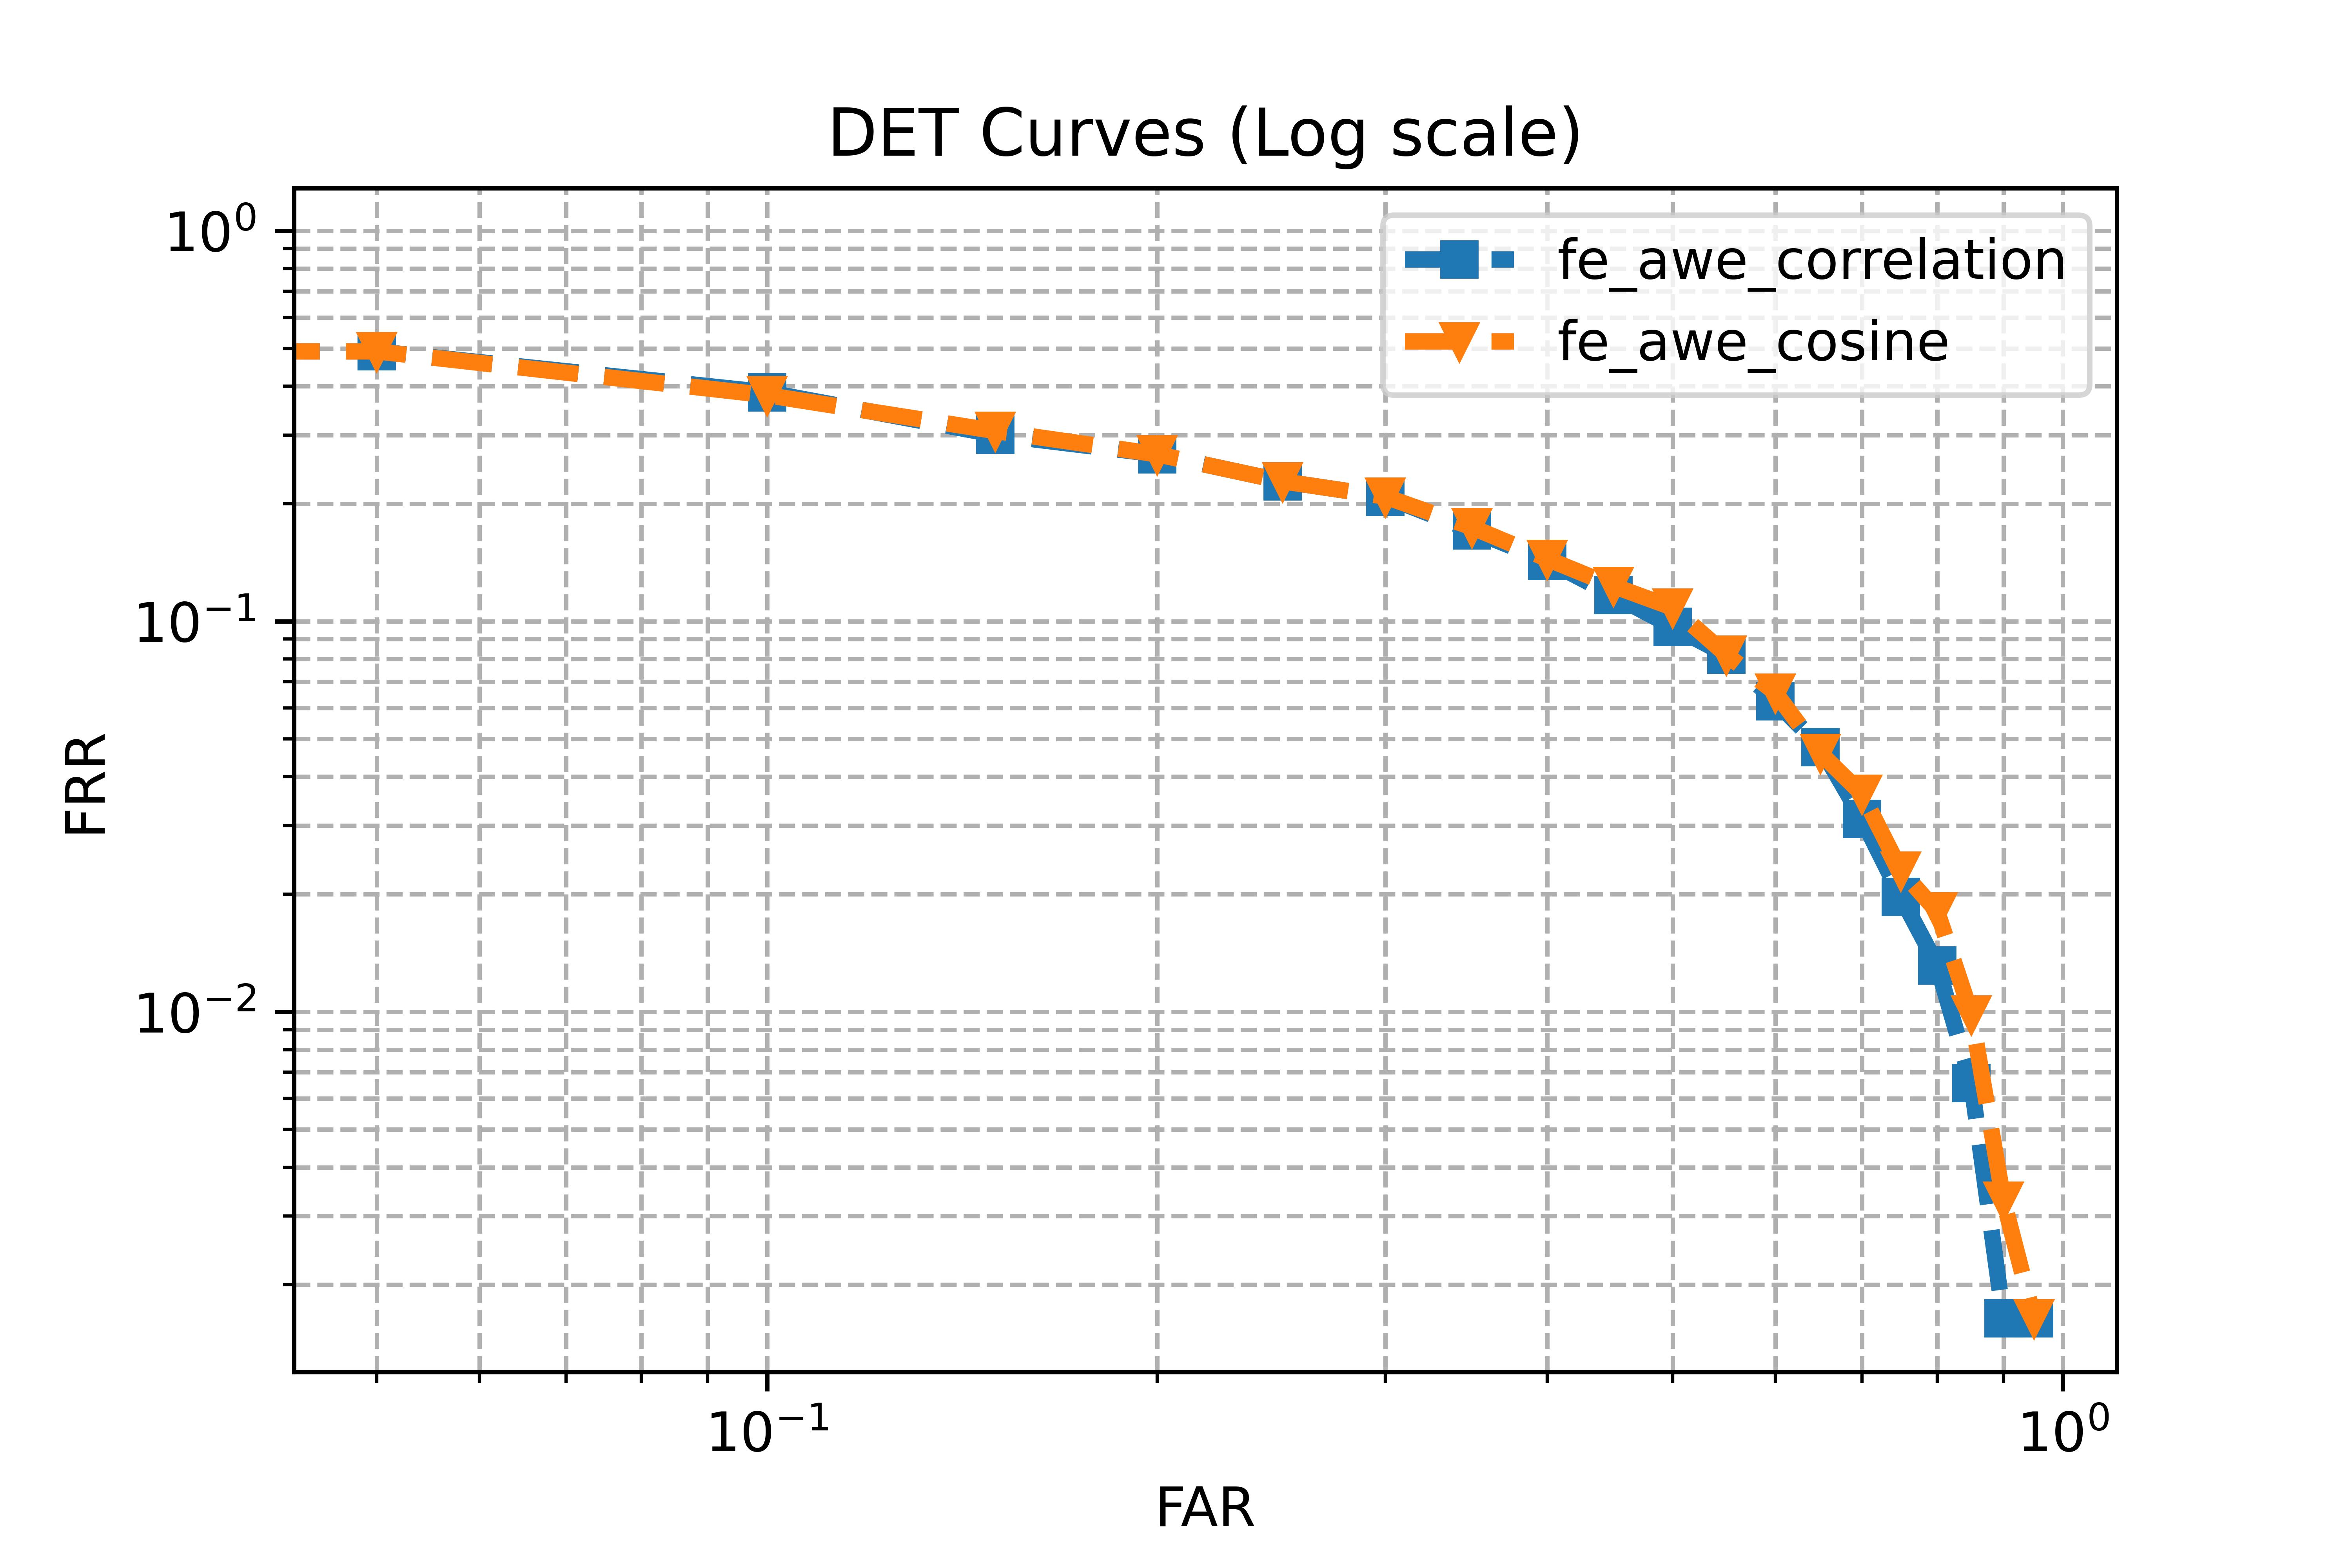 DET Curves (Log scale)
10⁰
fe_awe_correlation
fe_awe_cosine
10⁻¹
FRR
10⁻²
10⁻¹
10⁰
FAR